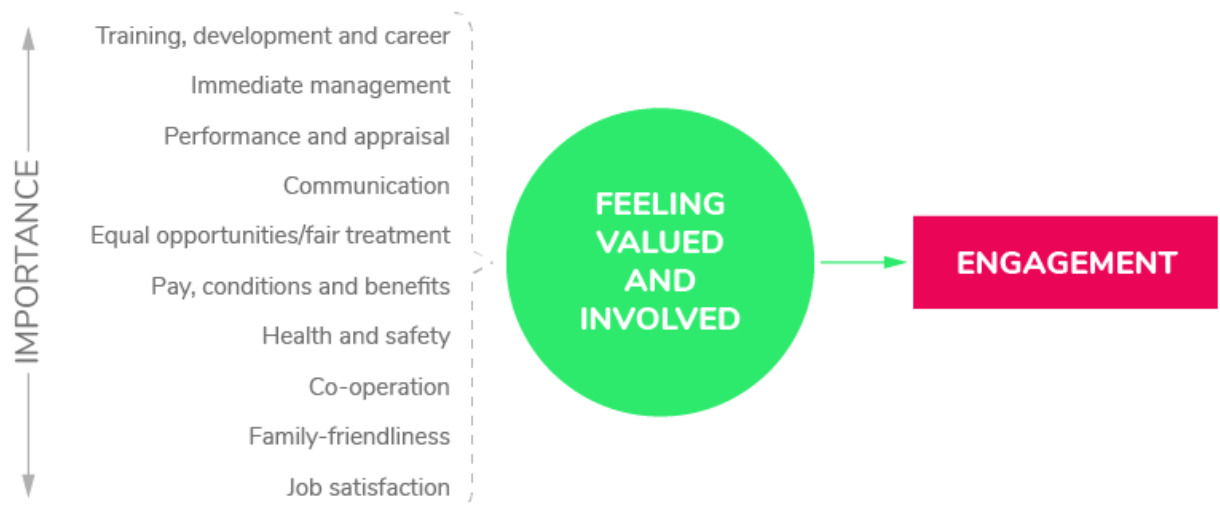 IMPORTANCE
Training, development and career
Immediate management
Performance and appraisal
Communication
Equal opportunities/fair treatment
Pay, conditions and benefits
Health and safety
Co-operation
Family-friendliness
Job satisfaction
FEELING
VALUED
AND
INVOLVED
ENGAGEMENT